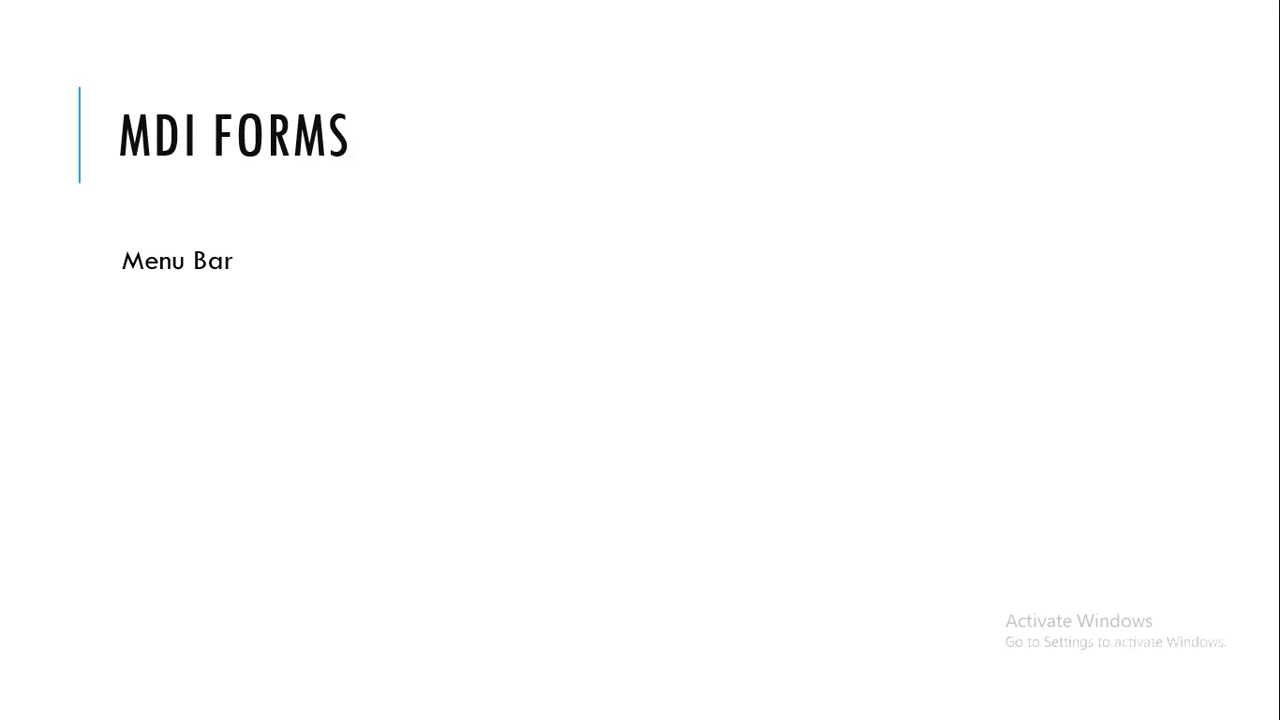 MDI FORMS
Menu Bar
Activate Windows
Go to Settings to activate Windows.